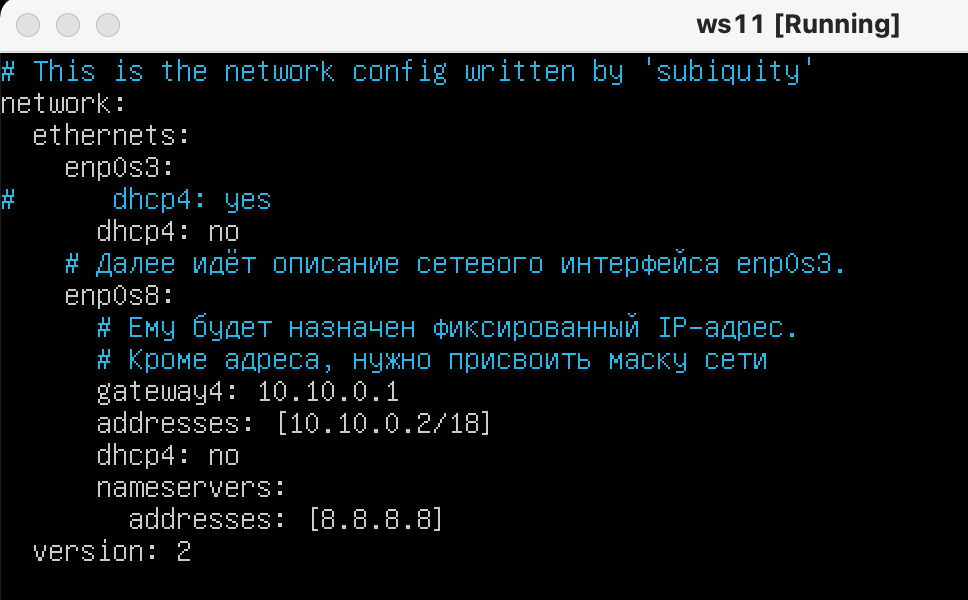 ws11 [Running]
# This is the network config written by 'subiquity'
network:
  ethernets:
    enp0s3:
#      dhcp4: yes
      dhcp4: no
    # Далее идёт описание сетевого интерфейса enp0s3.
    enp0s8:
      # Ему будет назначен фиксированный IP-адрес.
      # Кроме адреса, нужно присвоить маску сети
      gateway4: 10.10.0.1
      addresses: [10.10.0.2/18]
      dhcp4: no
      nameservers:
        addresses: [8.8.8.8]
  version: 2